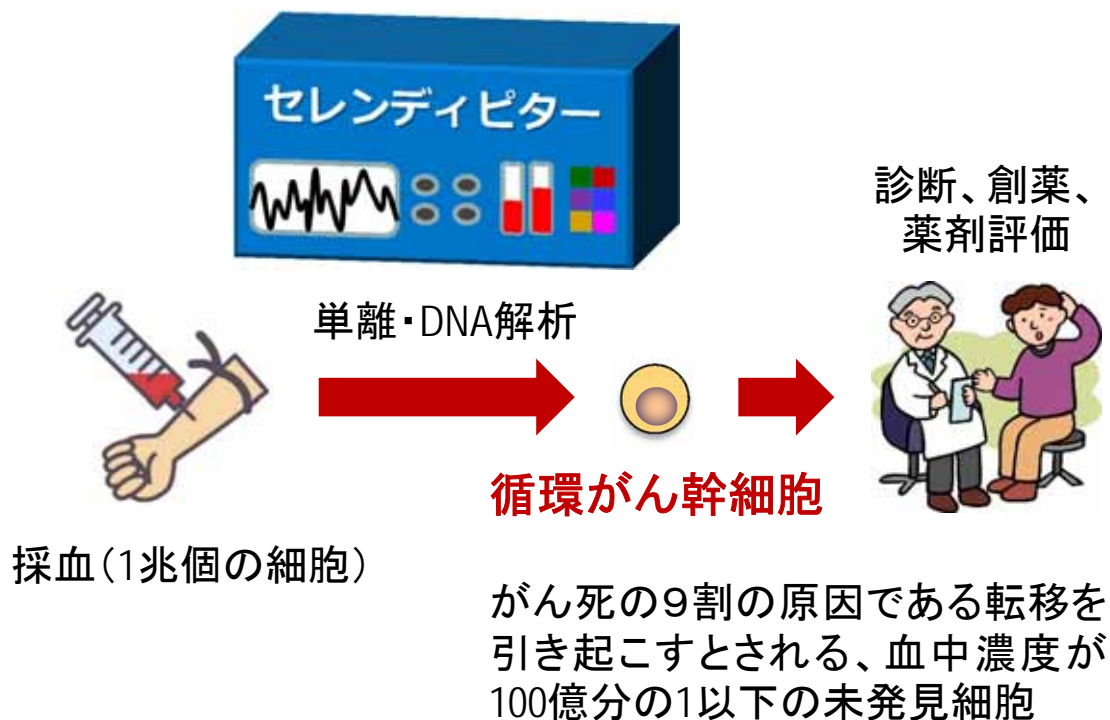 セレンディピター
診断、創薬、
薬剤評価
単離・DNA解析
循環がん幹細胞
採血（1兆個の細胞）
がん死の９割の原因である転移を
引き起こすとされる、血中濃度が
100億分の1以下の未発見細胞